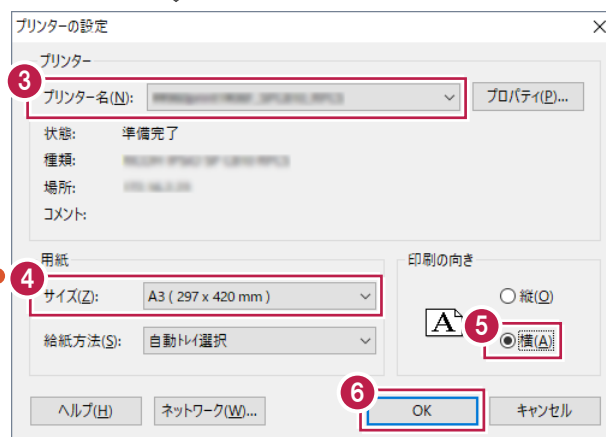 プリンターの設定
プリンター
3
プリンター名(N):
プロパティ(P)...
状態: 準備完了
種類:
場所:
コメント:
用紙
4
サイズ(Z): A3 ( 297 x 420 mm )
給紙方法(S): 自動トレイ選択
印刷の向き
A
縦(O)
5
横(A)
6
ヘルプ(H)
ネットワーク(W)...
OK
キャンセル